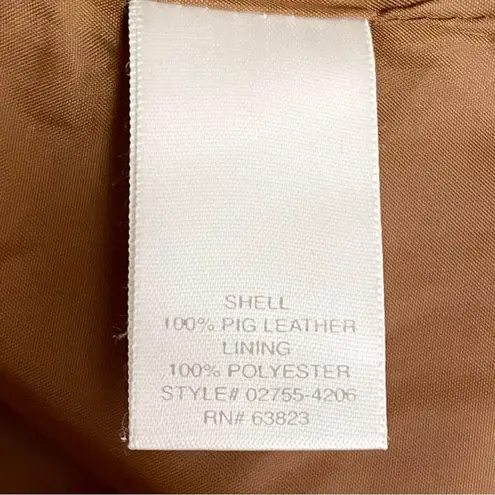 SHELL
100% PIG LEATHER
LINING
100% POLYESTER
STYLE# 02755-4206
RN# 63823